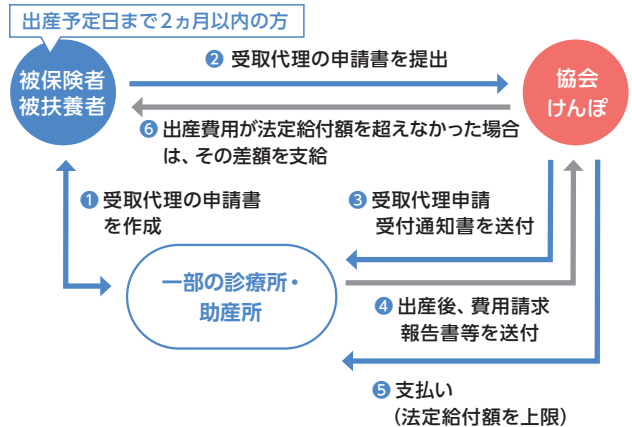 出産予定日まで2ヵ月以内の方
被保険者
被扶養者
❷ 受取代理の申請書を提出
協会
けんぽ
❻ 出産費用が法定給付額を超えなかった場合
は、その差額を支給
❶ 受取代理の申請書
を作成
❸ 受取代理申請
受付通知書を送付
一部の診療所・
助産所
❹ 出産後、費用請求
報告書等を送付
❺ 支払い
(法定給付額を上限)